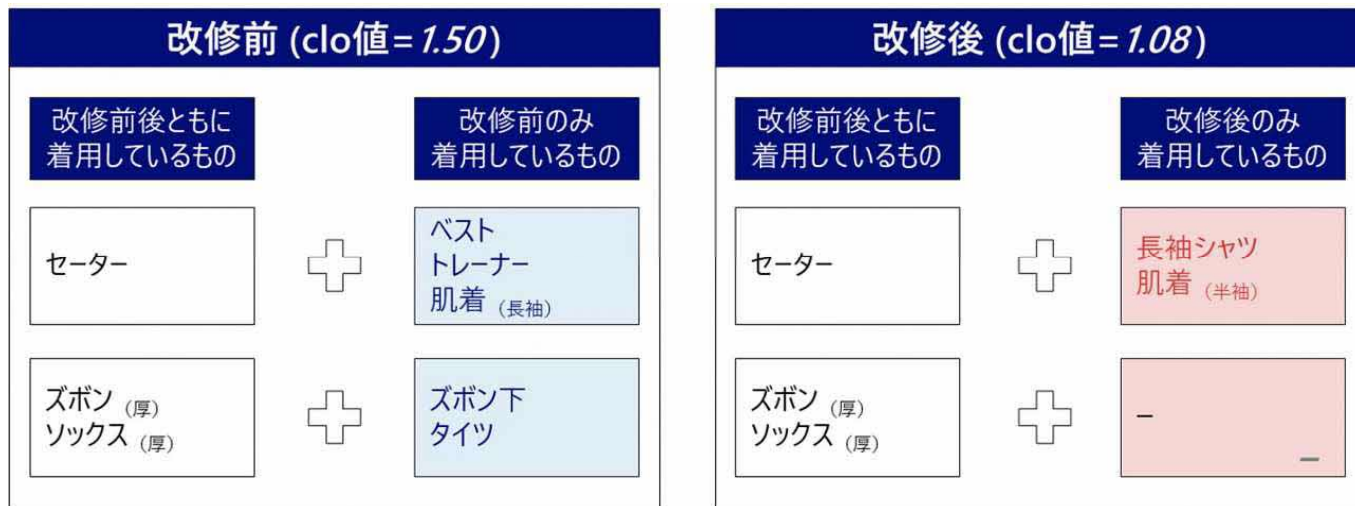 改修前 (clo値=1.50)
改修前後ともに
着用しているもの
改修前のみ
着用しているもの
セーター
ベスト
トレーナー
肌着 (長袖)
ズボン (厚)
ソックス (厚)
ズボン下
タイツ
改修後 (clo値=1.08)
改修前後ともに
着用しているもの
改修後のみ
着用しているもの
セーター
長袖シャツ
肌着 (半袖)
ズボン (厚)
ソックス (厚)
–